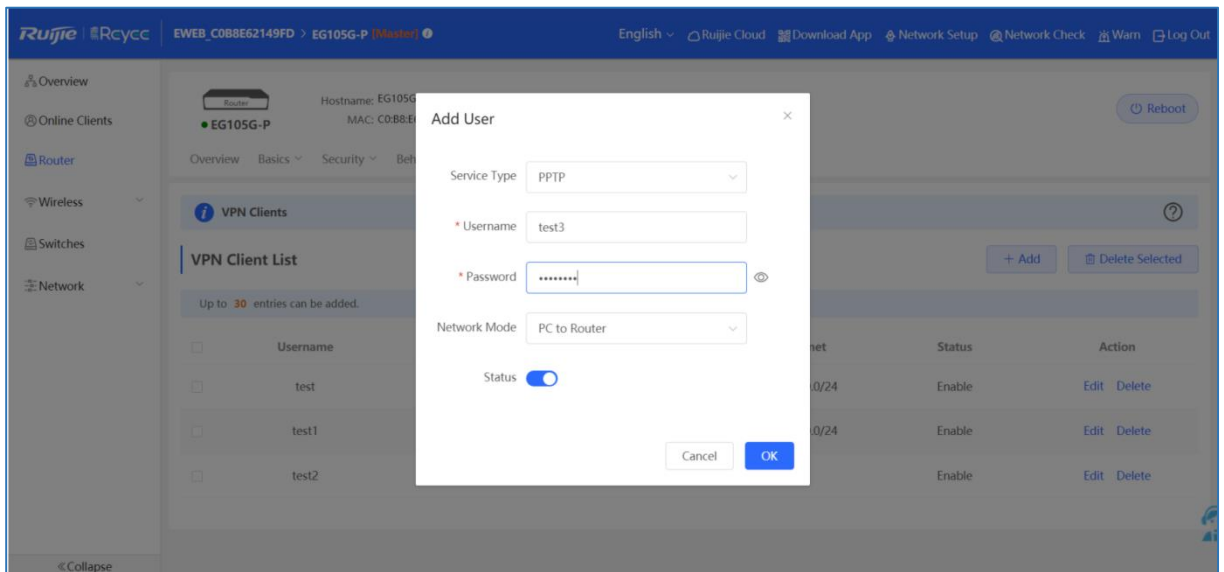 Ruijie Rcycc EWEB_C0B8E62149FD > EG105G-P [Master] English Ruijie Cloud Download App Network Setup Network Check Warn Log Out
Overview
Online Clients
Router
Wireless
Switches
Network
«Collapse
Router
EG105G-P
Hostname: EG105G
MAC: C0:B8:E
Reboot
Overview Basics Security Beh
VPN Clients
VPN Client List
+ Add Delete Selected
Up to 30 entries can be added.
Username net Status Action
test .0/24 Enable Edit Delete
test1 .0/24 Enable Edit Delete
test2 Enable Edit Delete
Add User
Service Type PPTP
* Username test3
* Password ••••••••
Network Mode PC to Router
Status
Cancel OK